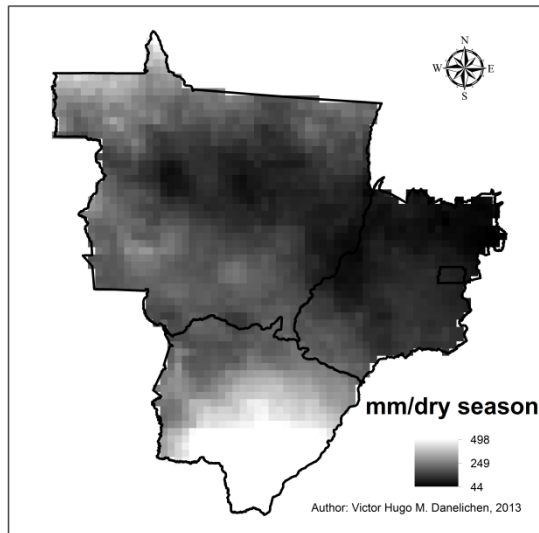 N
W E
S
mm/dry season
498
249
44
Author: Victor Hugo M. Danelichen, 2013